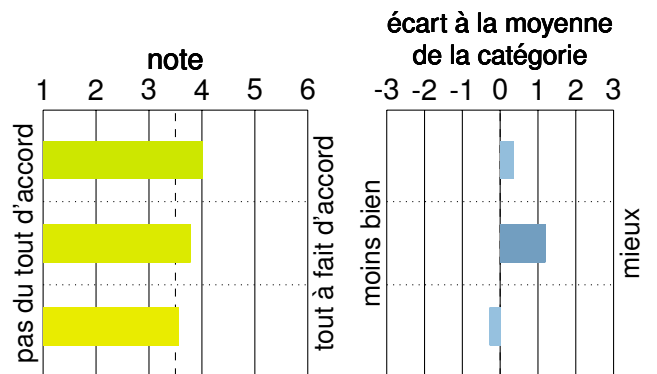 note
1 2 3 4 5 6
pas du tout d'accord
tout à fait d'accord
écart à la moyenne
de la catégorie
-3 -2 -1 0 1 2 3
moins bien
mieux